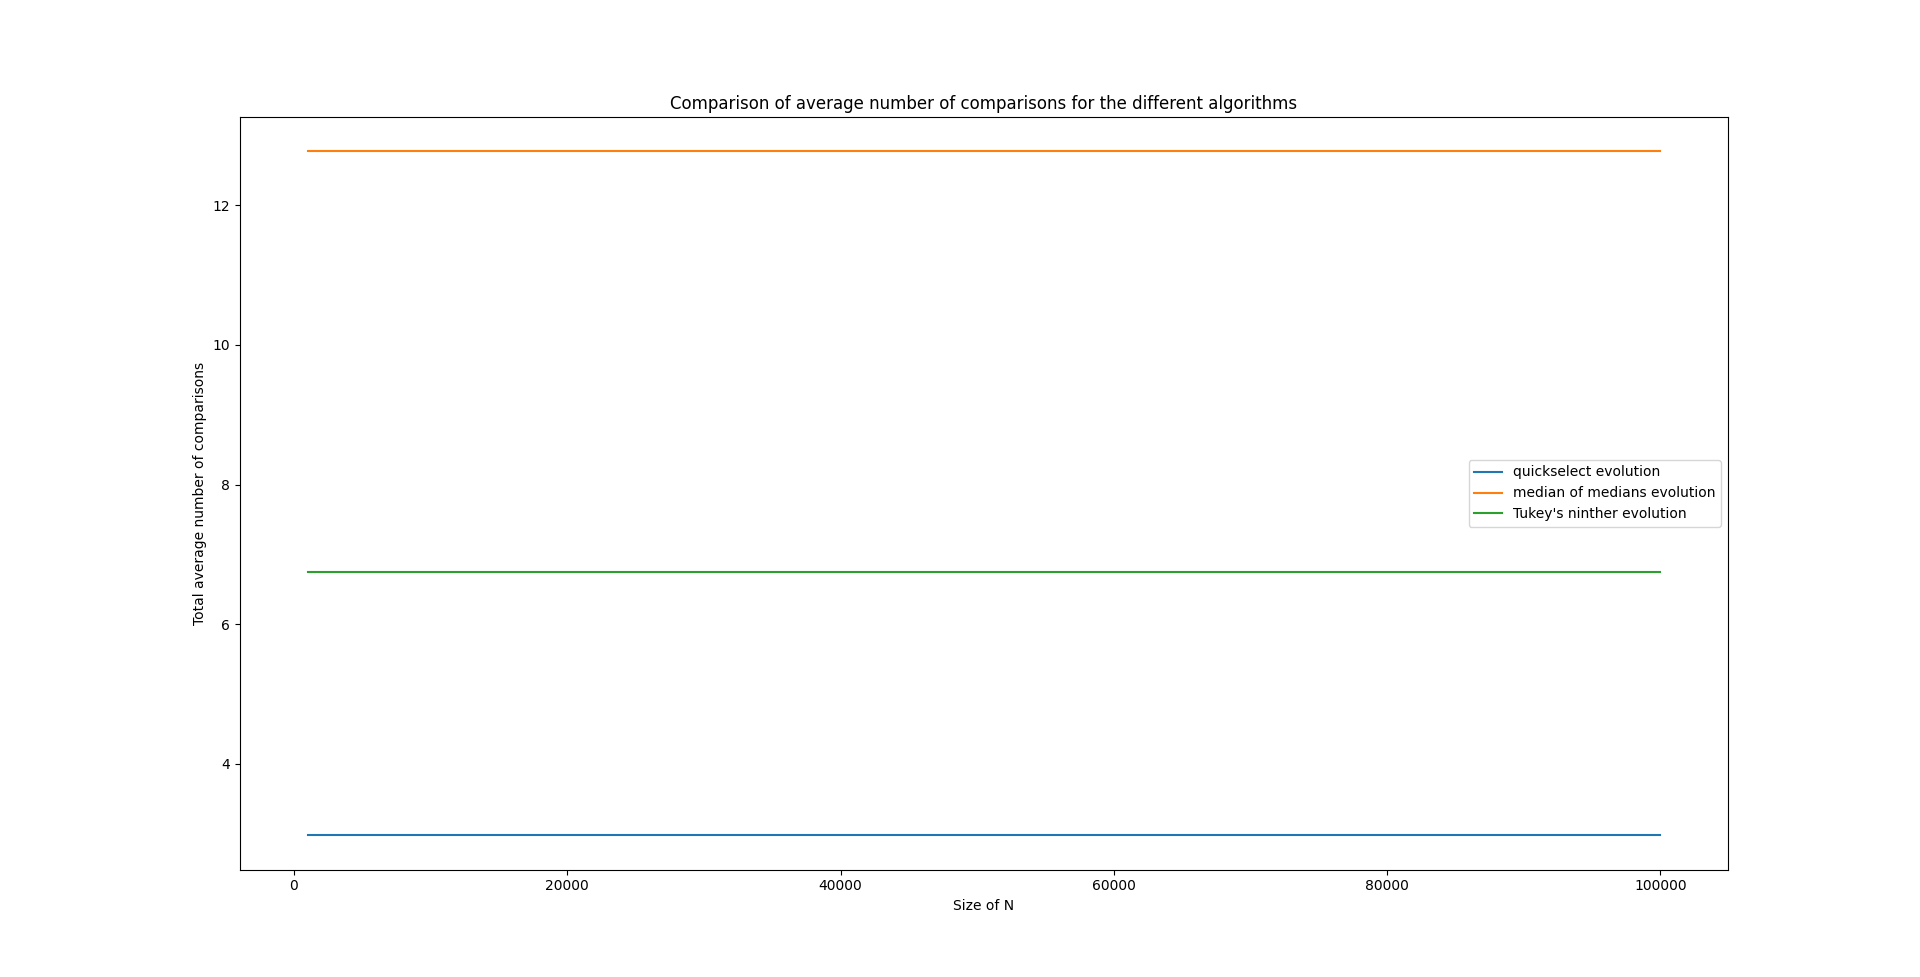 Comparison of average number of comparisons for the different algorithms
12
10
8
6
4
Total average number of comparisons
quickselect evolution
median of medians evolution
Tukey's ninther evolution
0 20000 40000 60000 80000 100000
Size of N